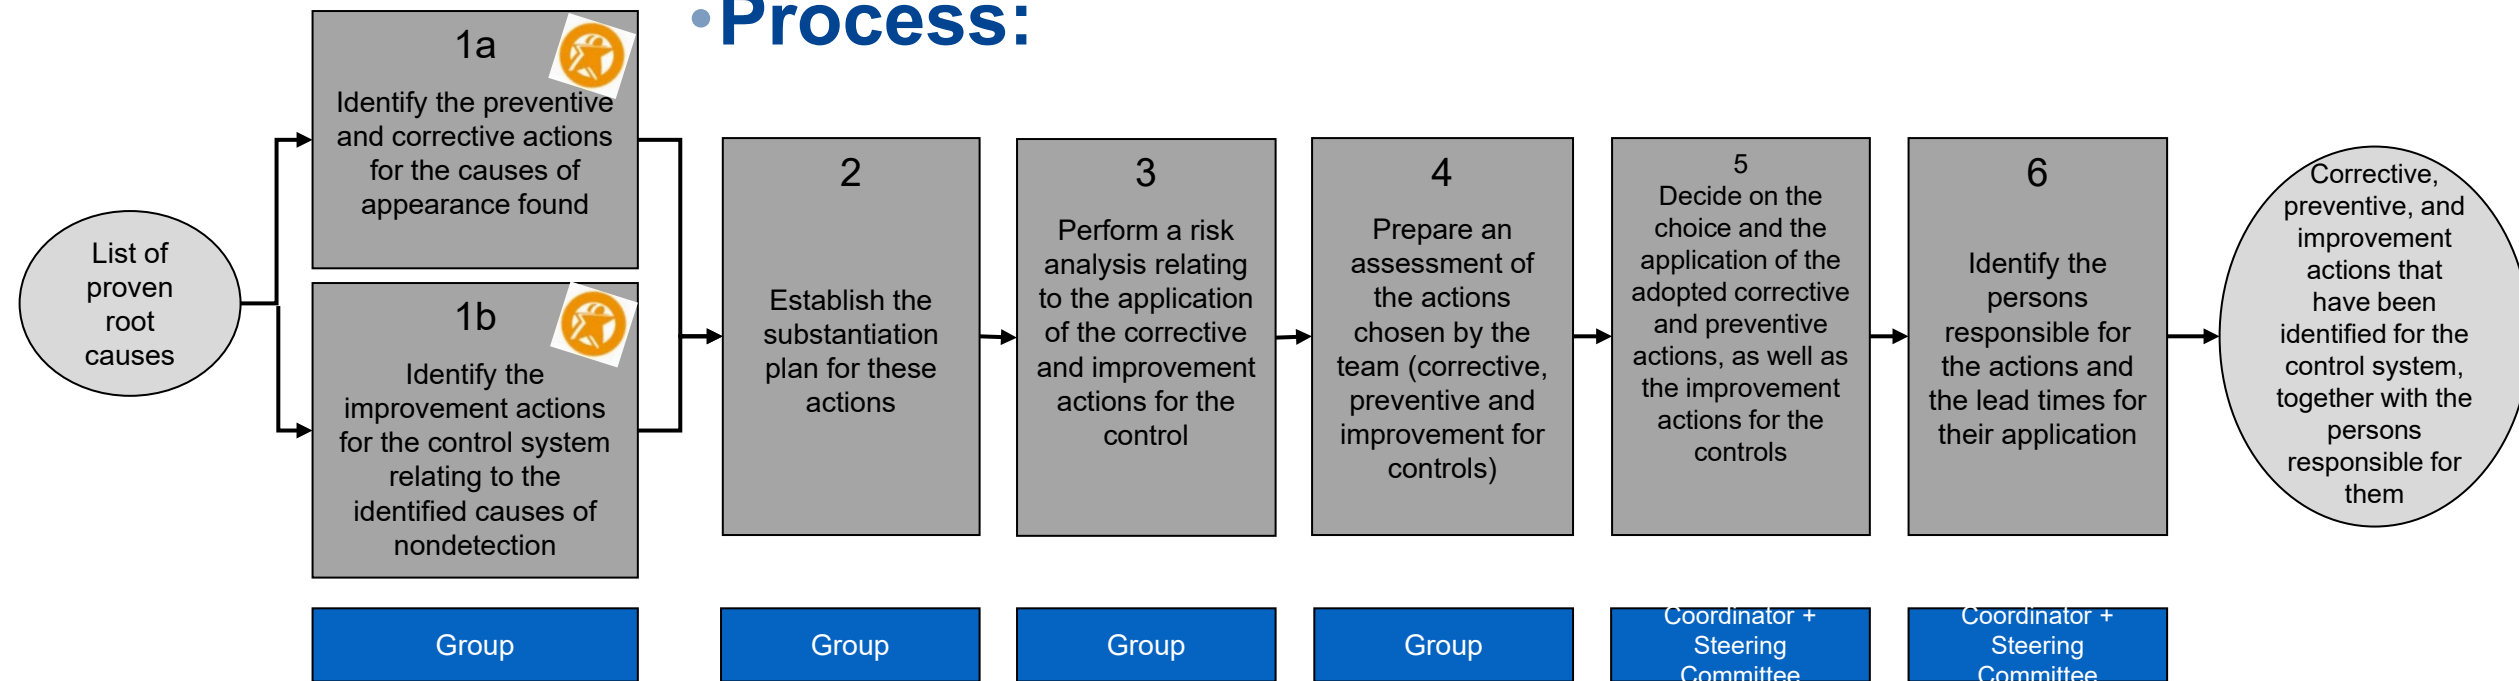 •Process:
List of
proven
root
causes
1a
Identify the preventive
and corrective actions
for the causes of
appearance found
1b
Identify the
improvement actions
for the control system
relating to the
identified causes of
nondetection
2
Establish the
substantiation
plan for these
actions
3
Perform a risk
analysis relating
to the application
of the corrective
and improvement
actions for the
control
4
Prepare an
assessment of
the actions
chosen by the
team (corrective,
preventive and
improvement for
controls)
5
Decide on the
choice and the
application of the
adopted corrective
and preventive
actions, as well as
the improvement
actions for the
controls
6
Identify the
persons
responsible for
the actions and
the lead times for
their application
Corrective,
preventive, and
improvement
actions that
have been
identified for the
control system,
together with the
persons
responsible for
them
Group
Group
Group
Group
Coordinator +
Steering
Committee
Coordinator +
Steering
Committee